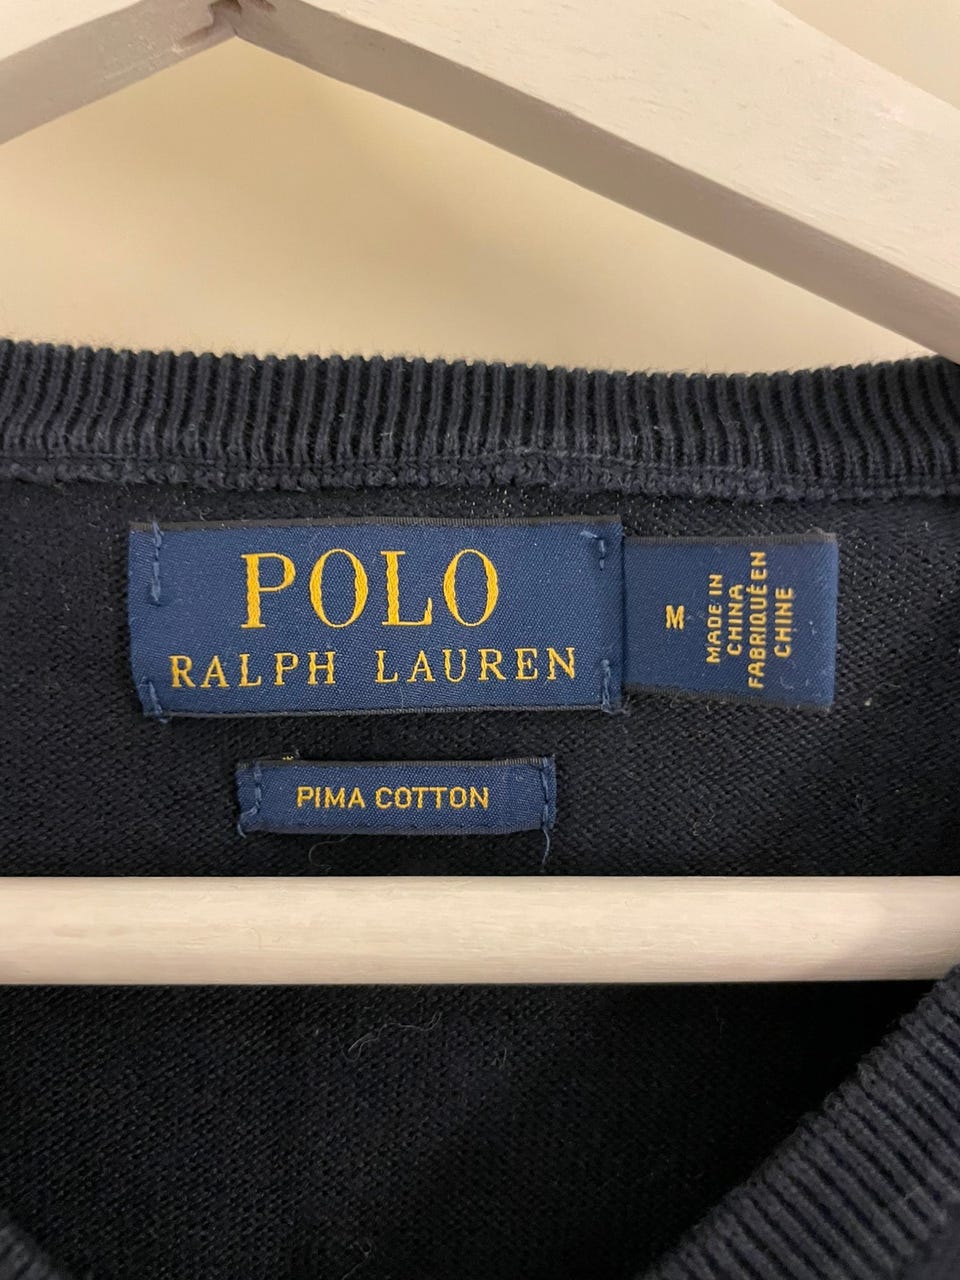 POLO
RALPH LAUREN
M
MADE IN
CHINA
FABRIQUÉ EN
CHINE
PIMA COTTON